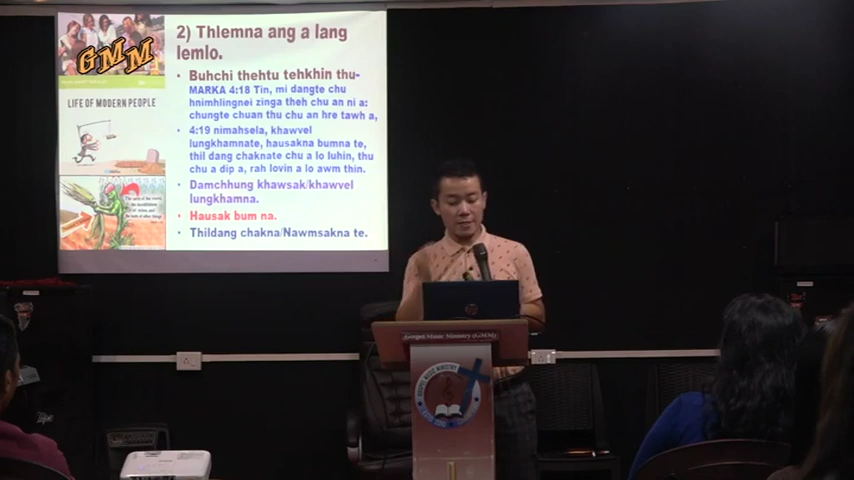 GMM
LIFE OF MODERN PEOPLE
2) Thlemna ang a lang
lemlo.
• Buhchi thehtu tehkhin thu-
MARKA 4:18 Tin, mi dangte chu
hnimhlingnei zinga theh chu an ni a:
chungte chuan thu chu an hre tawh a,
• 4:19 nimahsela, khawvel
lungkhamnate, hausakna bumna te,
thil dang chaknate chu a lo luhin, thu
chu a dip a, rah lovin a lo awm thin.
• Damchhung khawsak/khawvel
lungkhamna.
• Hausak bum na.
• Thildang chakna/Nawmsakna te.
Gospel Music Ministry (GMM)
GOSPEL MUSIC MINISTRY